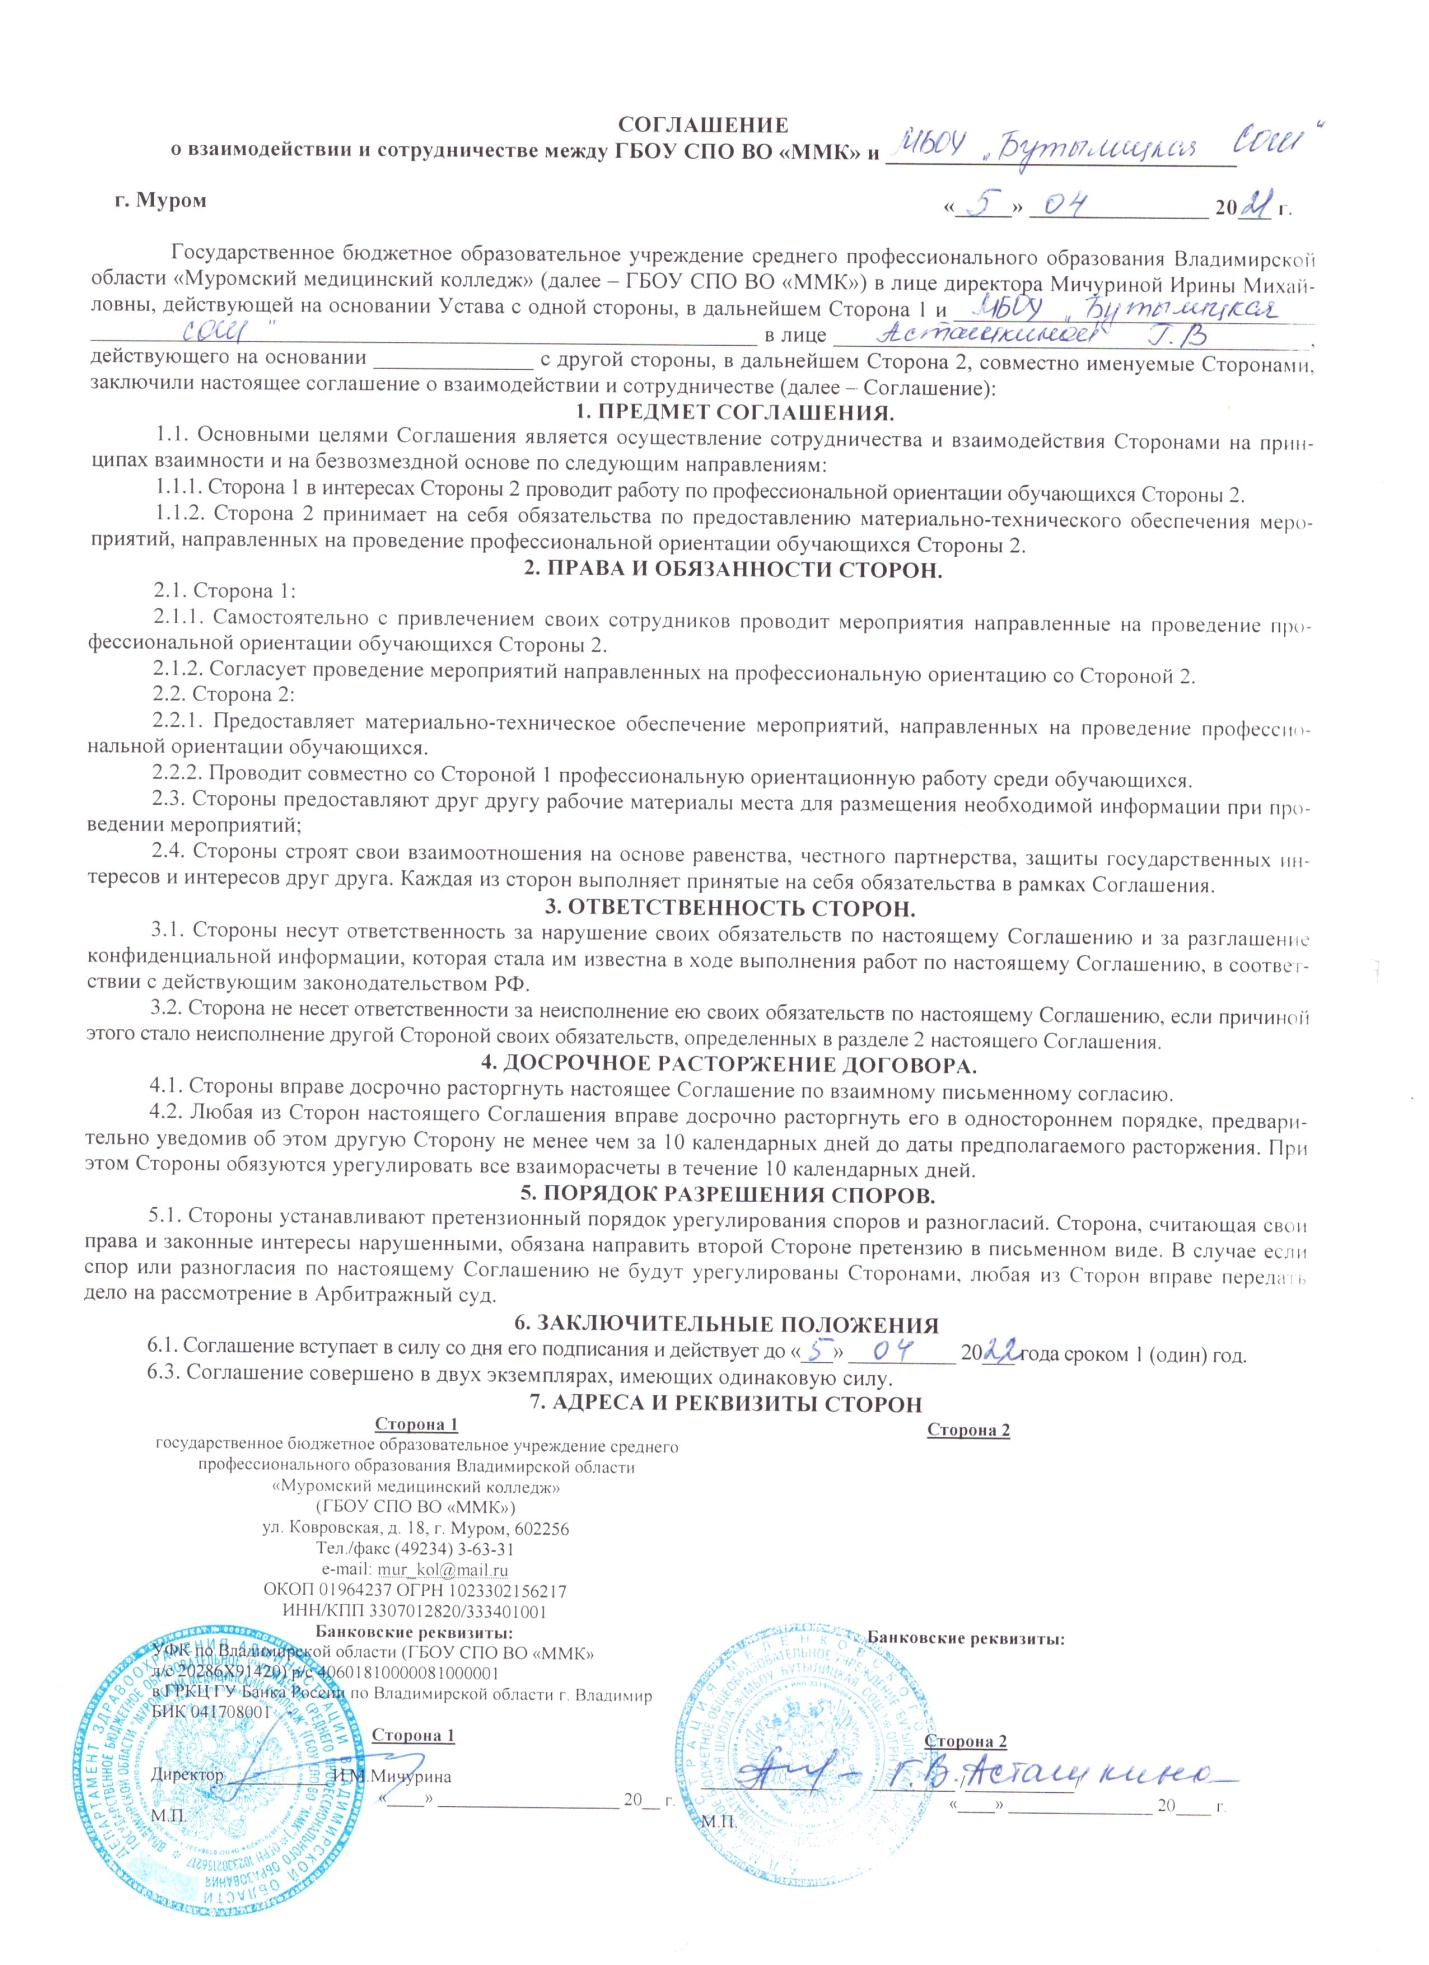 СОГЛАШЕНИЕ
о взаимодействии и сотрудничестве между ГБОУ СПО ВО «ММК» и МБОУ „Бутылицкая СОШ"
г. Муром «5» 04 2021 г.
Государственное бюджетное образовательное учреждение среднего профессионального образования Владимирской
области «Муромский медицинский колледж» (далее – ГБОУ СПО ВО «ММК») в лице директора Мичуриной Ирины Михай-
ловны, действующей на основании Устава с одной стороны, в дальнейшем Сторона 1 и МБОУ „Бутылицкая
СОШ" в лице Асташкиной Г.В,
действующего на основании ______________ с другой стороны, в дальнейшем Сторона 2, совместно именуемые Сторонами,
заключили настоящее соглашение о взаимодействии и сотрудничестве (далее – Соглашение):
1. ПРЕДМЕТ СОГЛАШЕНИЯ.
1.1. Основными целями Соглашения является осуществление сотрудничества и взаимодействия Сторонами на прин-
ципах взаимности и на безвозмездной основе по следующим направлениям:
1.1.1. Сторона 1 в интересах Стороны 2 проводит работу по профессиональной ориентации обучающихся Стороны 2.
1.1.2. Сторона 2 принимает на себя обязательства по предоставлению материально-технического обеспечения меро-
приятий, направленных на проведение профессиональной ориентации обучающихся Стороны 2.
2. ПРАВА И ОБЯЗАННОСТИ СТОРОН.
2.1. Сторона 1:
2.1.1. Самостоятельно с привлечением своих сотрудников проводит мероприятия направленные на проведение про-
фессиональной ориентации обучающихся Стороны 2.
2.1.2. Согласует проведение мероприятий направленных на профессиональную ориентацию со Стороной 2.
2.2. Сторона 2:
2.2.1. Предоставляет материально-техническое обеспечение мероприятий, направленных на проведение профессио-
нальной ориентации обучающихся.
2.2.2. Проводит совместно со Стороной 1 профессиональную ориентационную работу среди обучающихся.
2.3. Стороны предоставляют друг другу рабочие материалы места для размещения необходимой информации при про-
ведении мероприятий;
2.4. Стороны строят свои взаимоотношения на основе равенства, честного партнерства, защиты государственных ин-
тересов и интересов друг друга. Каждая из сторон выполняет принятые на себя обязательства в рамках Соглашения.
3. ОТВЕТСТВЕННОСТЬ СТОРОН.
3.1. Стороны несут ответственность за нарушение своих обязательств по настоящему Соглашению и за разглашение
конфиденциальной информации, которая стала им известна в ходе выполнения работ по настоящему Соглашению, в соответ-
ствии с действующим законодательством РФ.
3.2. Сторона не несет ответственности за неисполнение ею своих обязательств по настоящему Соглашению, если причиной
этого стало неисполнение другой Стороной своих обязательств, определенных в разделе 2 настоящего Соглашения.
4. ДОСРОЧНОЕ РАСТОРЖЕНИЕ ДОГОВОРА.
4.1. Стороны вправе досрочно расторгнуть настоящее Соглашение по взаимному письменному согласию.
4.2. Любая из Сторон настоящего Соглашения вправе досрочно расторгнуть его в одностороннем порядке, предвари-
тельно уведомив об этом другую Сторону не менее чем за 10 календарных дней до даты предполагаемого расторжения. При
этом Стороны обязуются урегулировать все взаиморасчеты в течение 10 календарных дней.
5. ПОРЯДОК РАЗРЕШЕНИЯ СПОРОВ.
5.1. Стороны устанавливают претензионный порядок урегулирования споров и разногласий. Сторона, считающая свои
права и законные интересы нарушенными, обязана направить второй Стороне претензию в письменном виде. В случае если
спор или разногласия по настоящему Соглашению не будут урегулированы Сторонами, любая из Сторон вправе передать
дело на рассмотрение в Арбитражный суд.
6. ЗАКЛЮЧИТЕЛЬНЫЕ ПОЛОЖЕНИЯ
6.1. Соглашение вступает в силу со дня его подписания и действует до «5» 04 2022 года сроком 1 (один) год.
6.3. Соглашение совершено в двух экземплярах, имеющих одинаковую силу.
7. АДРЕСА И РЕКВИЗИТЫ СТОРОН
Сторона 1 Сторона 2
государственное бюджетное образовательное учреждение среднего
профессионального образования Владимирской области
«Муромский медицинский колледж»
(ГБОУ СПО ВО «ММК»)
ул. Ковровская, д. 18, г. Муром, 602256
Тел./факс (49234) 3-63-31
e-mail: mur_kol@mail.ru
ОКОП 01964237 ОГРН 1023302156217
ИНН/КПП 3307012820/333401001
Банковские реквизиты: Банковские реквизиты:
УФК по Владимирской области (ГБОУ СПО ВО «ММК»
л/с 20286Х91420) р/с 40601810000081000001
в ГРКЦ ГУ Банка России по Владимирской области г. Владимир
БИК 041708001
Сторона 1 Сторона 2
Директор ___________ И.М.Мичурина Г.В.Асташкина
«____» ____________________ 20__ г. «____» ________________ 20____ г.
М.П. М.П.